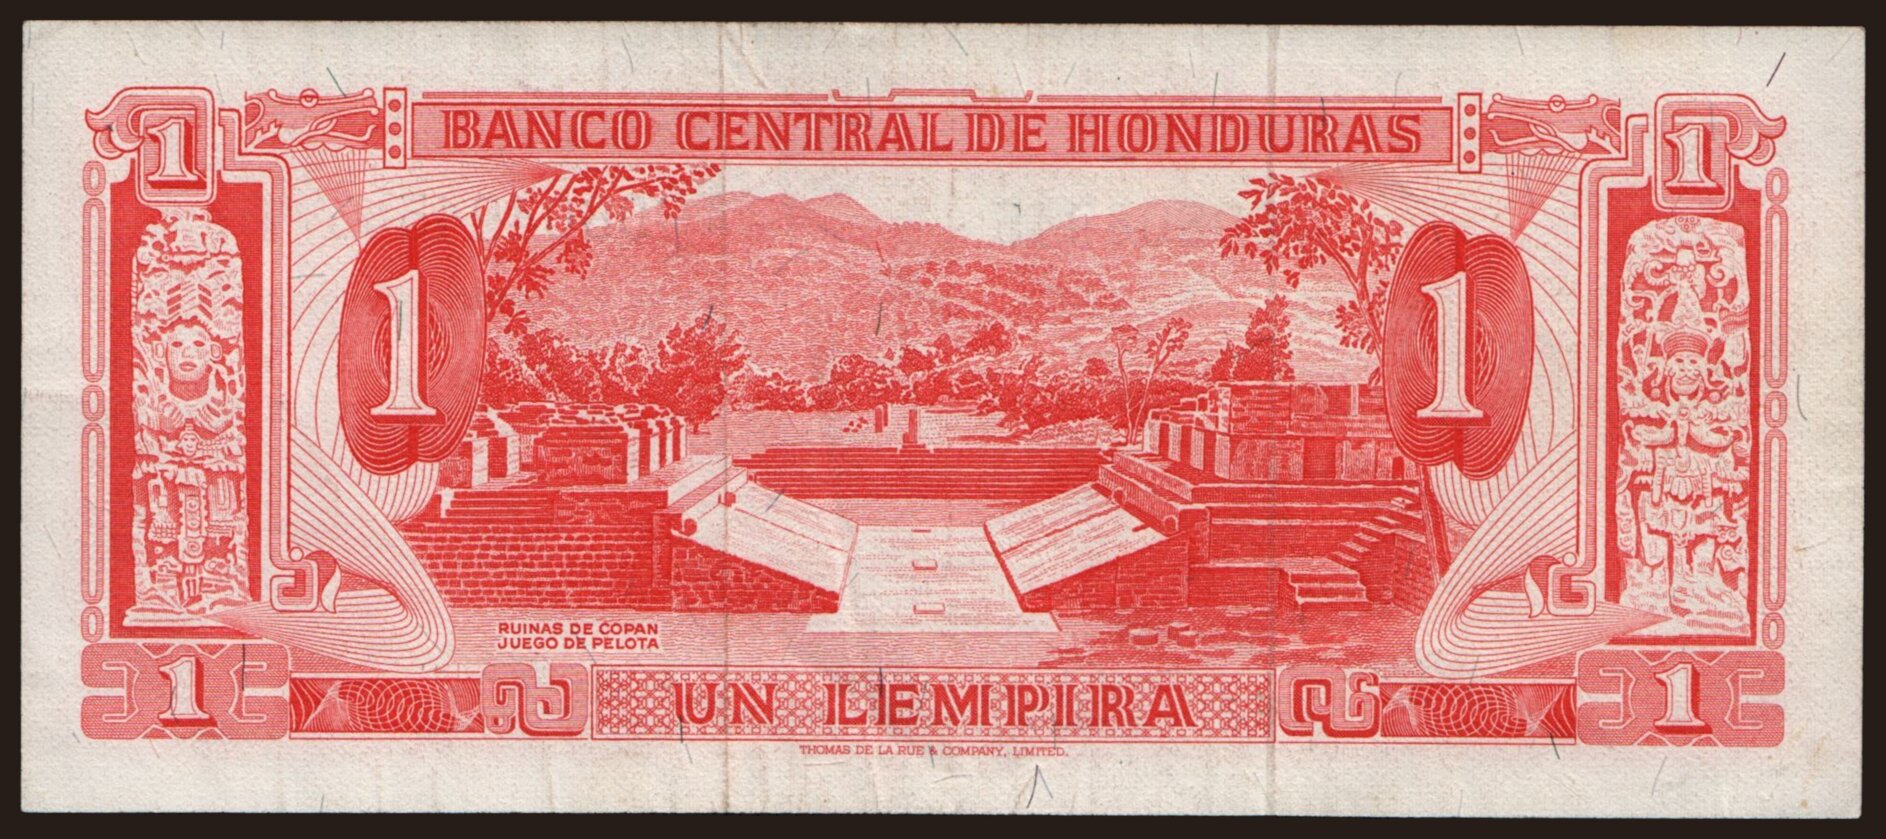 1 BANCO CENTRAL DE HONDURAS 1
1 1
RUINAS DE COPAN
JUEGO DE PELOTA
1 UN LEMPIRA 1
THOMAS DE LA RUE & COMPANY, LIMITED.